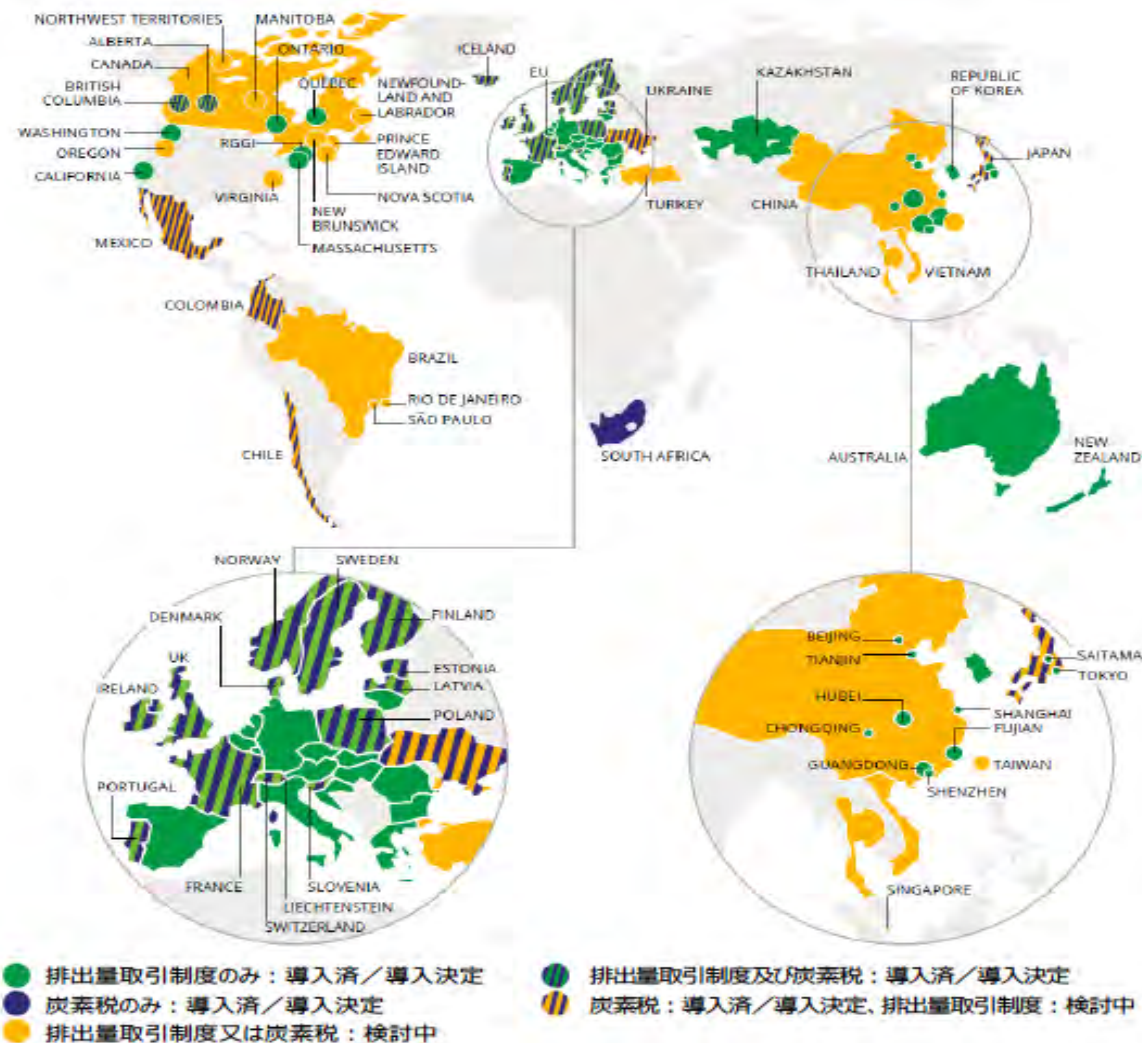 NORTHWEST TERRITORIES
MANITOBA
ALBERTA
ONTARIO
CANADA
BRITISH
COLUMBIA
QUEBEC
NEWFOUND-
LAND AND
LABRADOR
WASHINGTON
OREGON
RGGI
PRINCE
EDWARD
ISLAND
CALIFORNIA
VIRGINIA
NOVA SCOTIA
NEW
BRUNSWICK
MASSACHUSETTS
MEXICO
ICELAND
EU
UKRAINE
TURKEY
KAZAKHSTAN
REPUBLIC
OF KOREA
JAPAN
CHINA
THAILAND
VIETNAM
COLOMBIA
BRAZIL
RIO DE JANEIRO
SÃO PAULO
CHILE
SOUTH AFRICA
AUSTRALIA
NEW
ZEALAND
NORWAY
SWEDEN
DENMARK
FINLAND
UK
ESTONIA
IRELAND
LATVIA
POLAND
PORTUGAL
FRANCE
SLOVENIA
LIECHTENSTEIN
SWITZERLAND
BEIJING
TIANJIN
SAITAMA
TOKYO
HUBEI
SHANGHAI
CHONGQING
FUJIAN
GUANGDONG
TAIWAN
SHENZHEN
SINGAPORE
排出量取引制度のみ：導入済／導入決定
排出量取引制度及び炭素税：導入済／導入決定
炭素税のみ：導入済／導入決定
炭素税：導入済／導入決定、排出量取引制度：検討中
排出量取引制度又は炭素税：検討中